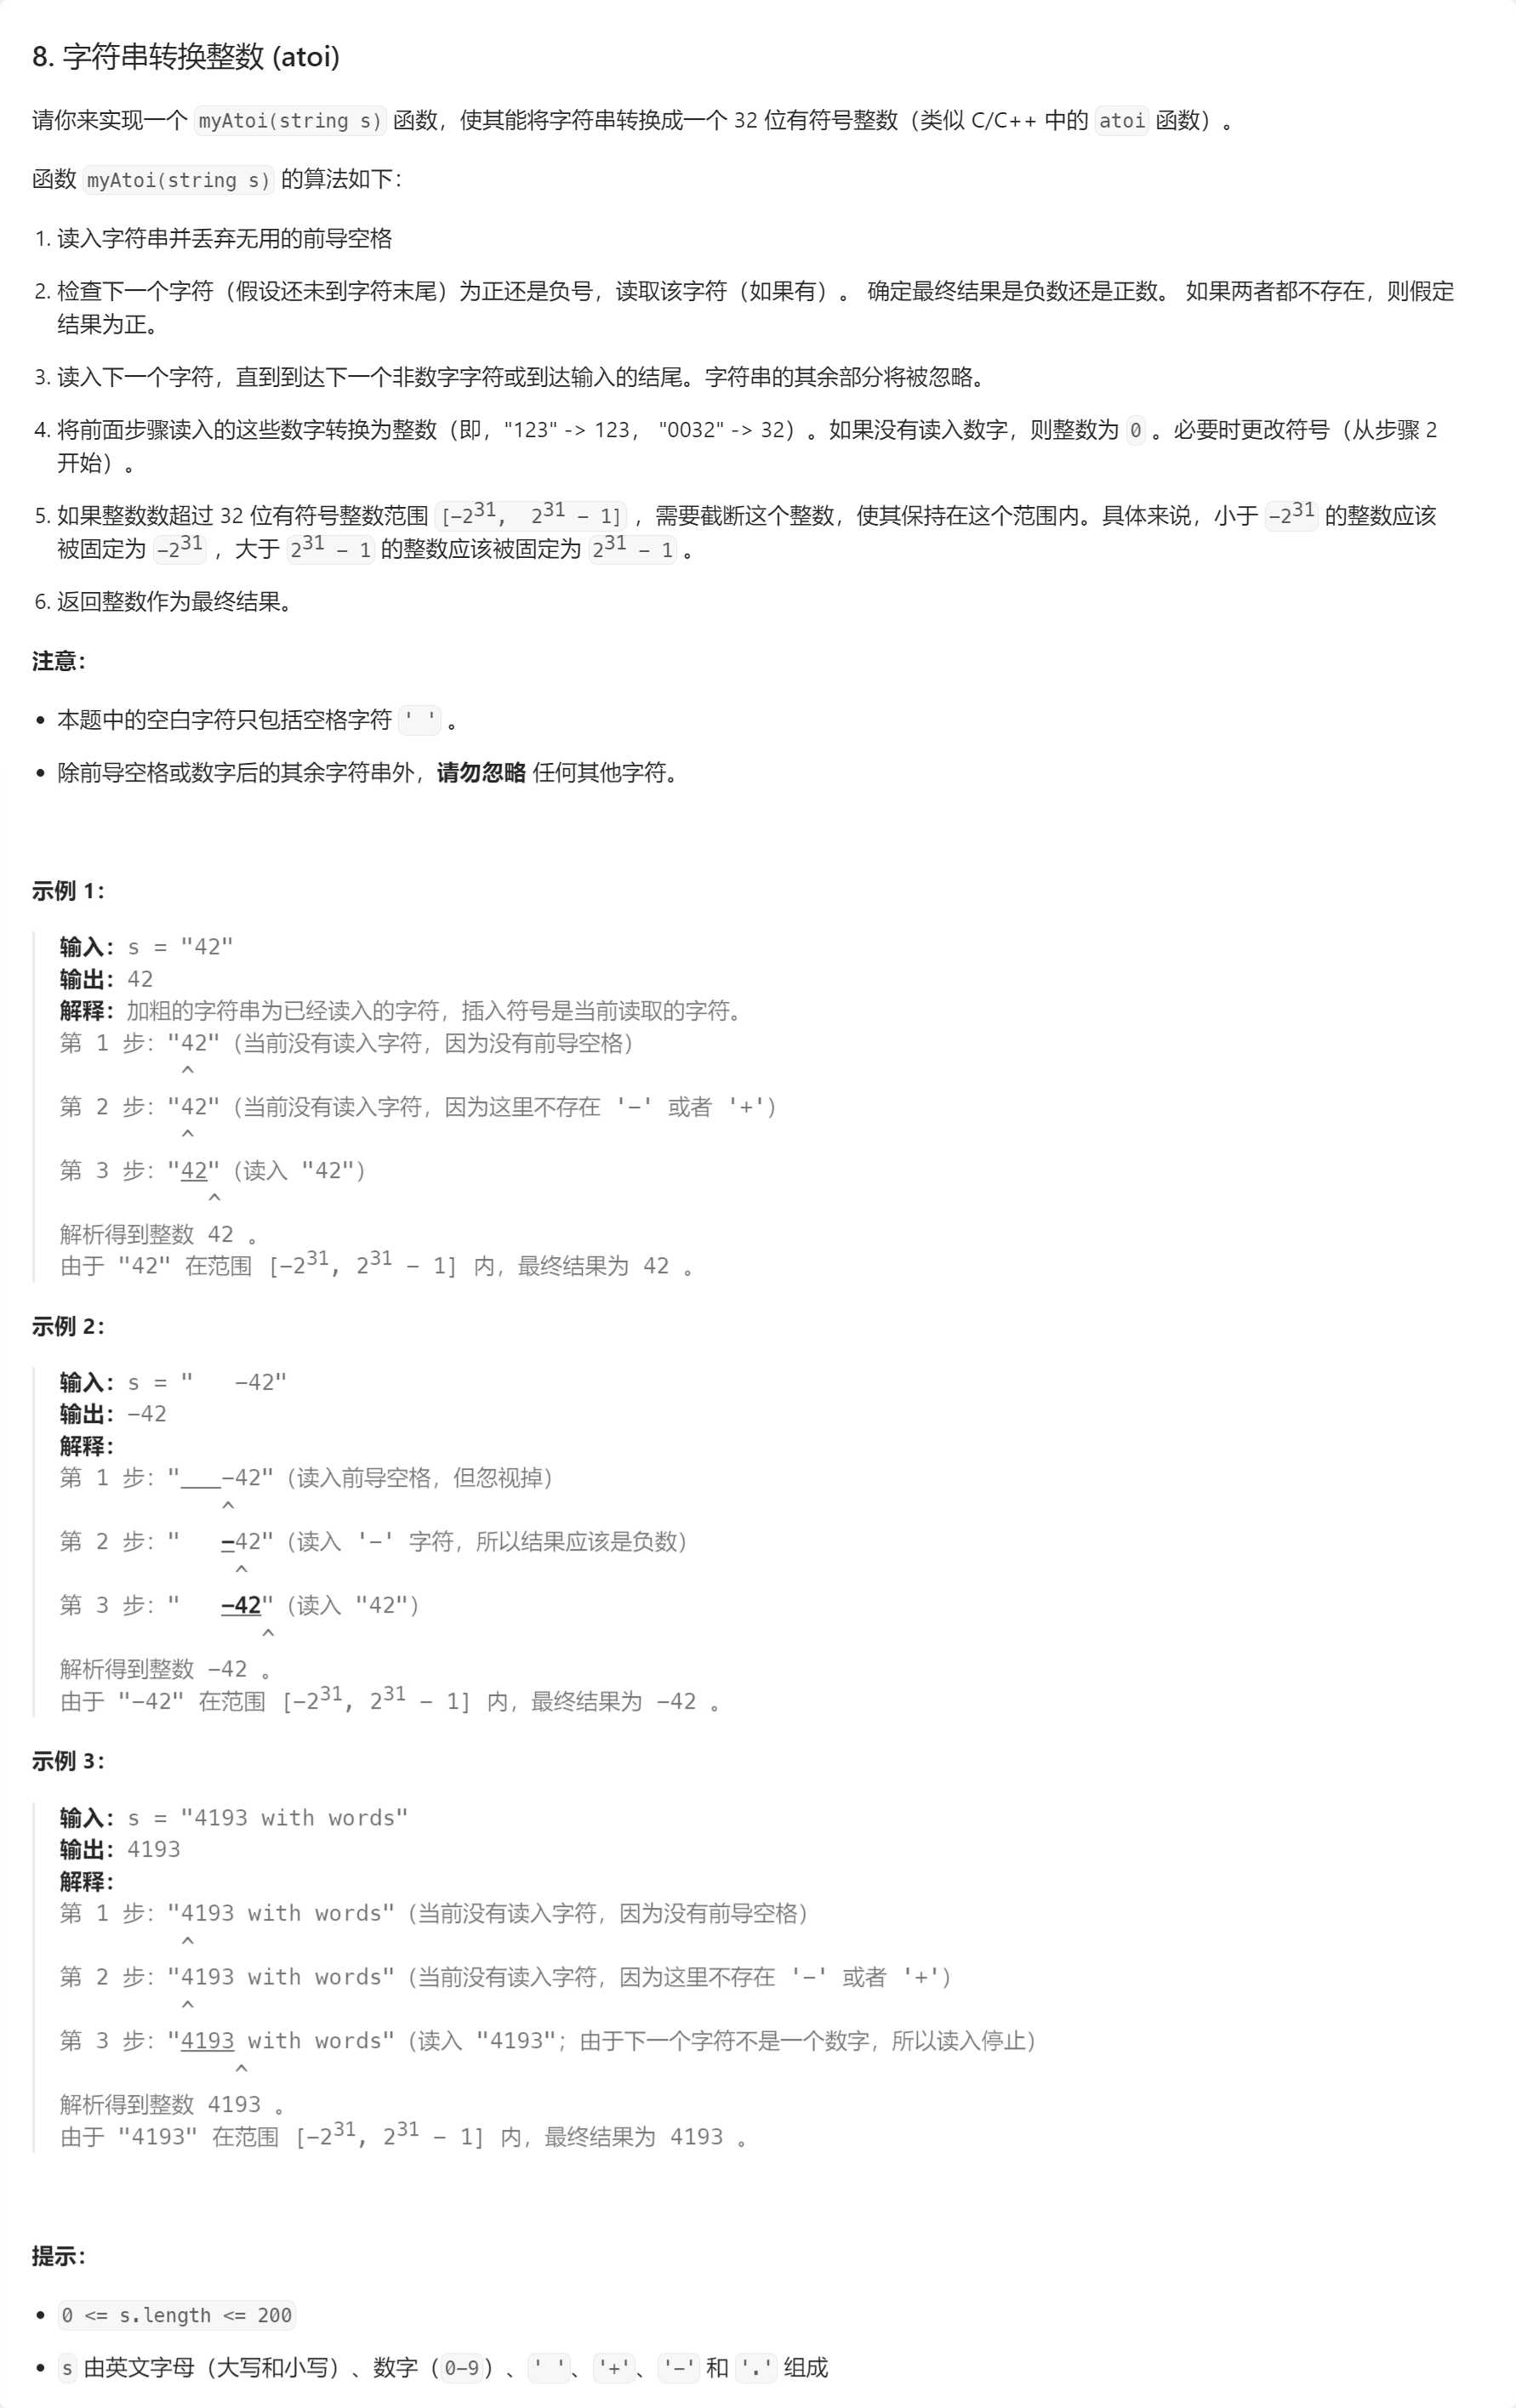 8. 字符串转换整数 (atoi)
请你来实现一个 myAtoi(string s) 函数，使其能将字符串转换成一个 32 位有符号整数（类似 C/C++ 中的 atoi 函数）。
函数 myAtoi(string s) 的算法如下：
1. 读入字符串并丢弃无用的前导空格
2. 检查下一个字符（假设还未到字符末尾）为正还是负号，读取该字符（如果有）。 确定最终结果是负数还是正数。 如果两者都不存在，则假定
结果为正。
3. 读入下一个字符，直到到达下一个非数字字符或到达输入的结尾。字符串的其余部分将被忽略。
4. 将前面步骤读入的这些数字转换为整数（即，"123" -> 123， "0032" -> 32）。如果没有读入数字，则整数为 0 。必要时更改符号（从步骤 2
开始）。
5. 如果整数数超过 32 位有符号整数范围 [−2^31, 2^31 − 1] ，需要截断这个整数，使其保持在这个范围内。具体来说，小于 −2^31 的整数应该
被固定为 −2^31 ，大于 2^31 − 1 的整数应该被固定为 2^31 − 1 。
6. 返回整数作为最终结果。
注意：
• 本题中的空白字符只包括空格字符 ' ' 。
• 除前导空格或数字后的其余字符串外，请勿忽略 任何其他字符。
示例 1：
输入：s = "42"
输出：42
解释：加粗的字符串为已经读入的字符，插入符号是当前读取的字符。
第 1 步："42"（当前没有读入字符，因为没有前导空格）
^
第 2 步："42"（当前没有读入字符，因为这里不存在 '-' 或者 '+'）
^
第 3 步："42"（读入 "42"）
^
解析得到整数 42 。
由于 "42" 在范围 [-2^31, 2^31 - 1] 内，最终结果为 42 。
示例 2：
输入：s = "   -42"
输出：-42
解释：
第 1 步："___-42"（读入前导空格，但忽视掉）
^
第 2 步："   -42"（读入 '-' 字符，所以结果应该是负数）
^
第 3 步："   -42"（读入 "42"）
^
解析得到整数 -42 。
由于 "-42" 在范围 [-2^31, 2^31 - 1] 内，最终结果为 -42 。
示例 3：
输入：s = "4193 with words"
输出：4193
解释：
第 1 步："4193 with words"（当前没有读入字符，因为没有前导空格）
^
第 2 步："4193 with words"（当前没有读入字符，因为这里不存在 '-' 或者 '+'）
^
第 3 步："4193 with words"（读入 "4193"；由于下一个字符不是一个数字，所以读入停止）
^
解析得到整数 4193 。
由于 "4193" 在范围 [-2^31, 2^31 - 1] 内，最终结果为 4193 。
提示：
• 0 <= s.length <= 200
• s 由英文字母（大写和小写）、数字（0-9）、' '、'+'、'-' 和 '.' 组成